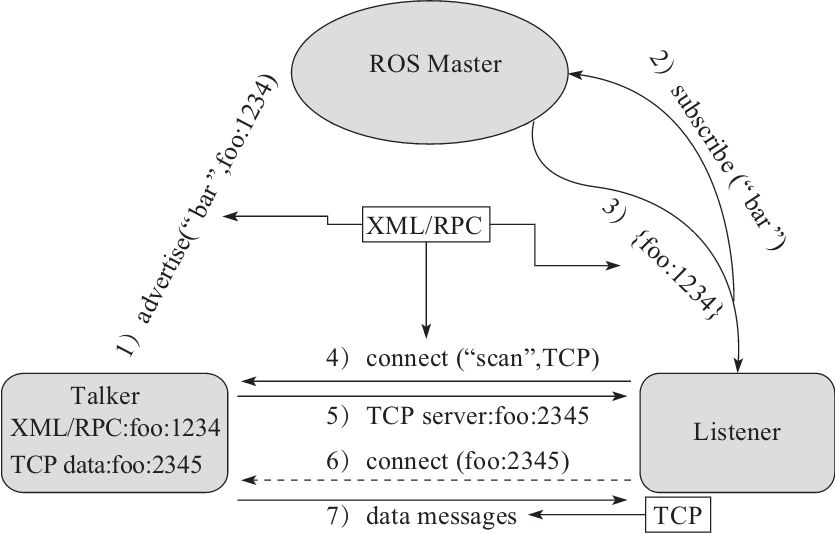 ROS Master
1）advertise(“bar”,foo:1234)
2）subscribe (“bar”)
3）{foo:1234}
XML/RPC
4）connect (“scan”,TCP)
Talker
XML/RPC:foo:1234
TCP data:foo:2345
5）TCP server:foo:2345
Listener
6）connect (foo:2345)
7）data messages
TCP